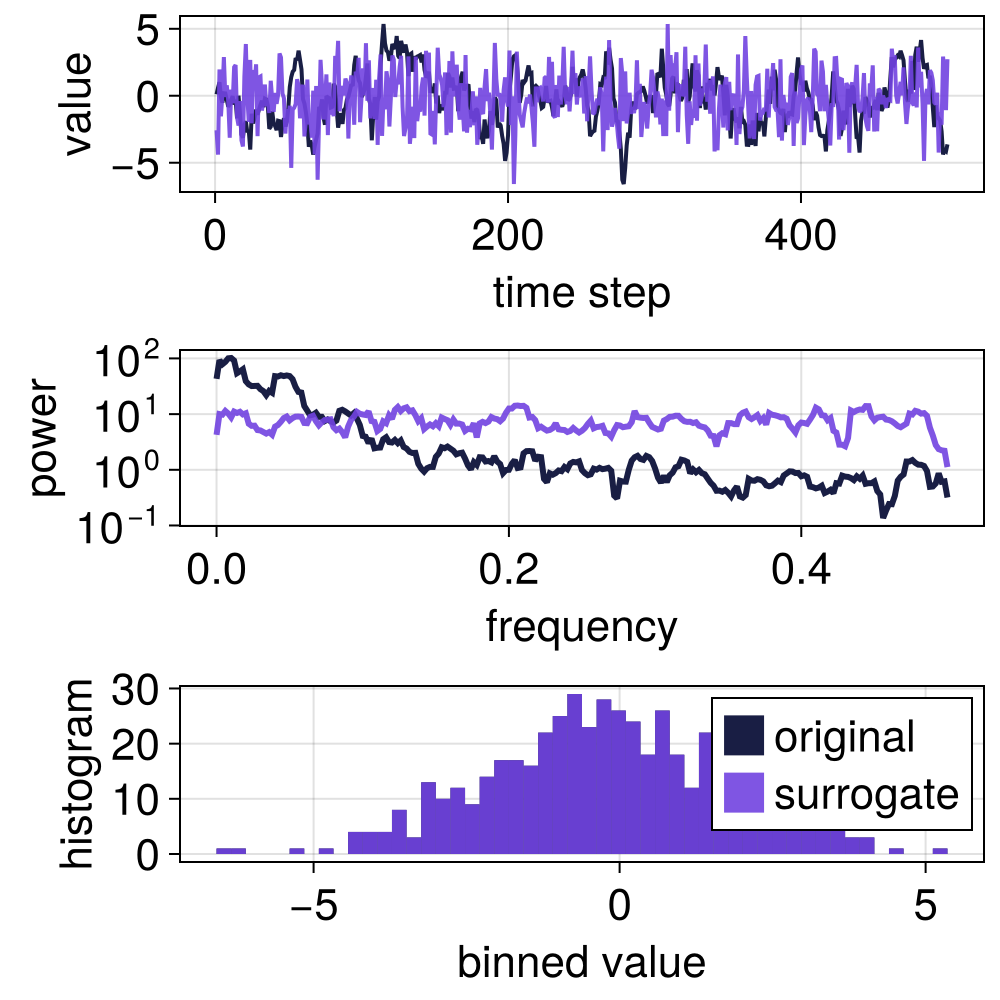 value
5
0
−5
0 200 400
time step
power
10²
10¹
10⁰
10⁻¹
0.0 0.2 0.4
frequency
histogram
30
20
10
0
original
surrogate
−5 0 5
binned value